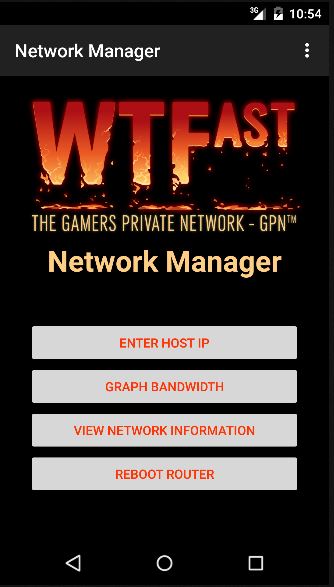 3G 10:54
Network Manager
WTFAST
THE GAMERS PRIVATE NETWORK - GPN™
Network Manager
ENTER HOST IP
GRAPH BANDWIDTH
VIEW NETWORK INFORMATION
REBOOT ROUTER